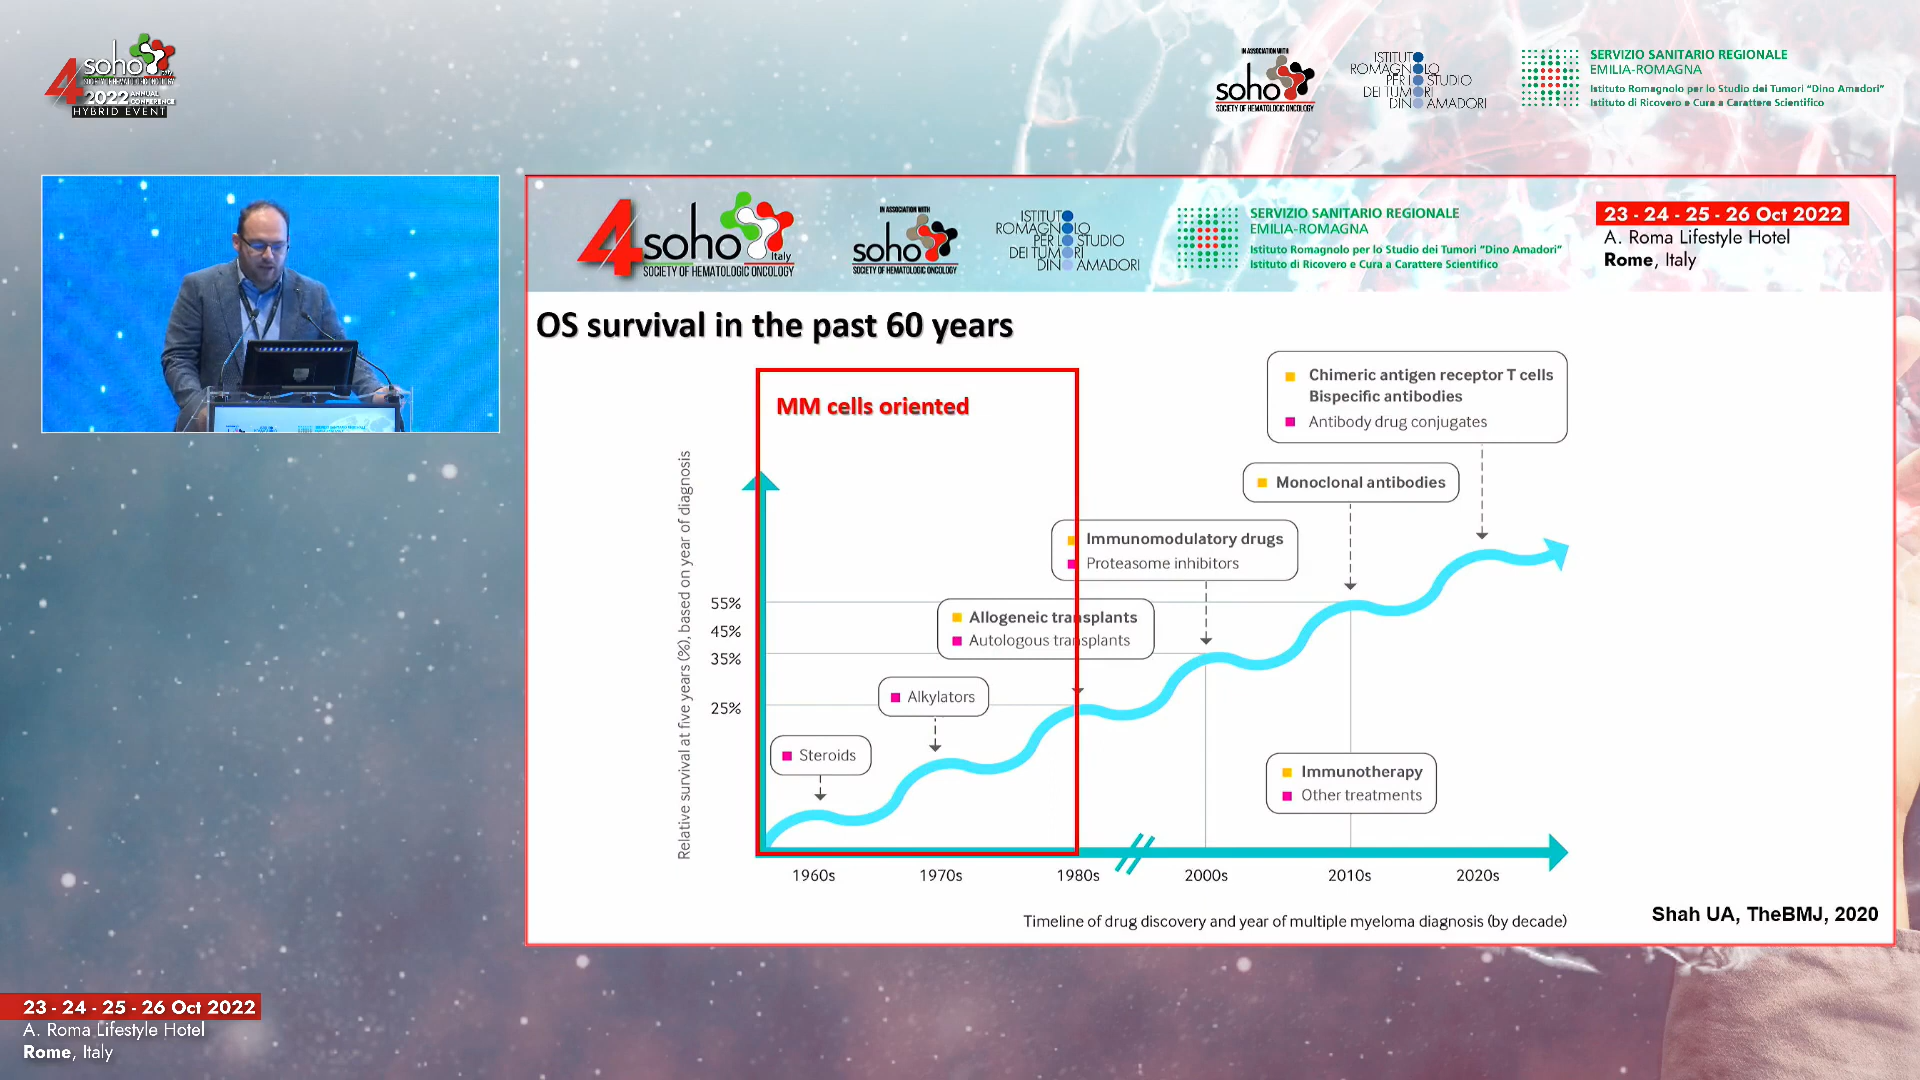 4
soho Italy
SOCIETY OF HEMATOLOGIC ONCOLOGY
2022 ANNUAL CONFERENCE
HYBRID EVENT
IN ASSOCIATION WITH
soho
SOCIETY OF HEMATOLOGIC ONCOLOGY
ISTITUTO
ROMAGNOLO
PER LO STUDIO
DEI TUMORI
DINO AMADORI
SERVIZIO SANITARIO REGIONALE
EMILIA-ROMAGNA
Istituto Romagnolo per lo Studio dei Tumori "Dino Amadori"
Istituto di Ricovero e Cura a Carattere Scientifico
4 soho Italy
SOCIETY OF HEMATOLOGIC ONCOLOGY
IN ASSOCIATION WITH
soho
SOCIETY OF HEMATOLOGIC ONCOLOGY
ISTITUTO
ROMAGNOLO
PER LO STUDIO
DEI TUMORI
DINO AMADORI
SERVIZIO SANITARIO REGIONALE
EMILIA-ROMAGNA
Istituto Romagnolo per lo Studio dei Tumori "Dino Amadori"
Istituto di Ricovero e Cura a Carattere Scientifico
23 - 24 - 25 - 26 Oct 2022
A. Roma Lifestyle Hotel
Rome, Italy
OS survival in the past 60 years
MM cells oriented
Chimeric antigen receptor T cells
Bispecific antibodies
Antibody drug conjugates
Monoclonal antibodies
Immunomodulatory drugs
Proteasome inhibitors
Allogeneic transplants
Autologous transplants
Alkylators
Steroids
Immunotherapy
Other treatments
Relative survival at five years (%), based on year of diagnosis
55%
45%
35%
25%
1960s 1970s 1980s 2000s 2010s 2020s
Timeline of drug discovery and year of multiple myeloma diagnosis (by decade)
Shah UA, TheBMJ, 2020
23 - 24 - 25 - 26 Oct 2022
A. Roma Lifestyle Hotel
Rome, Italy